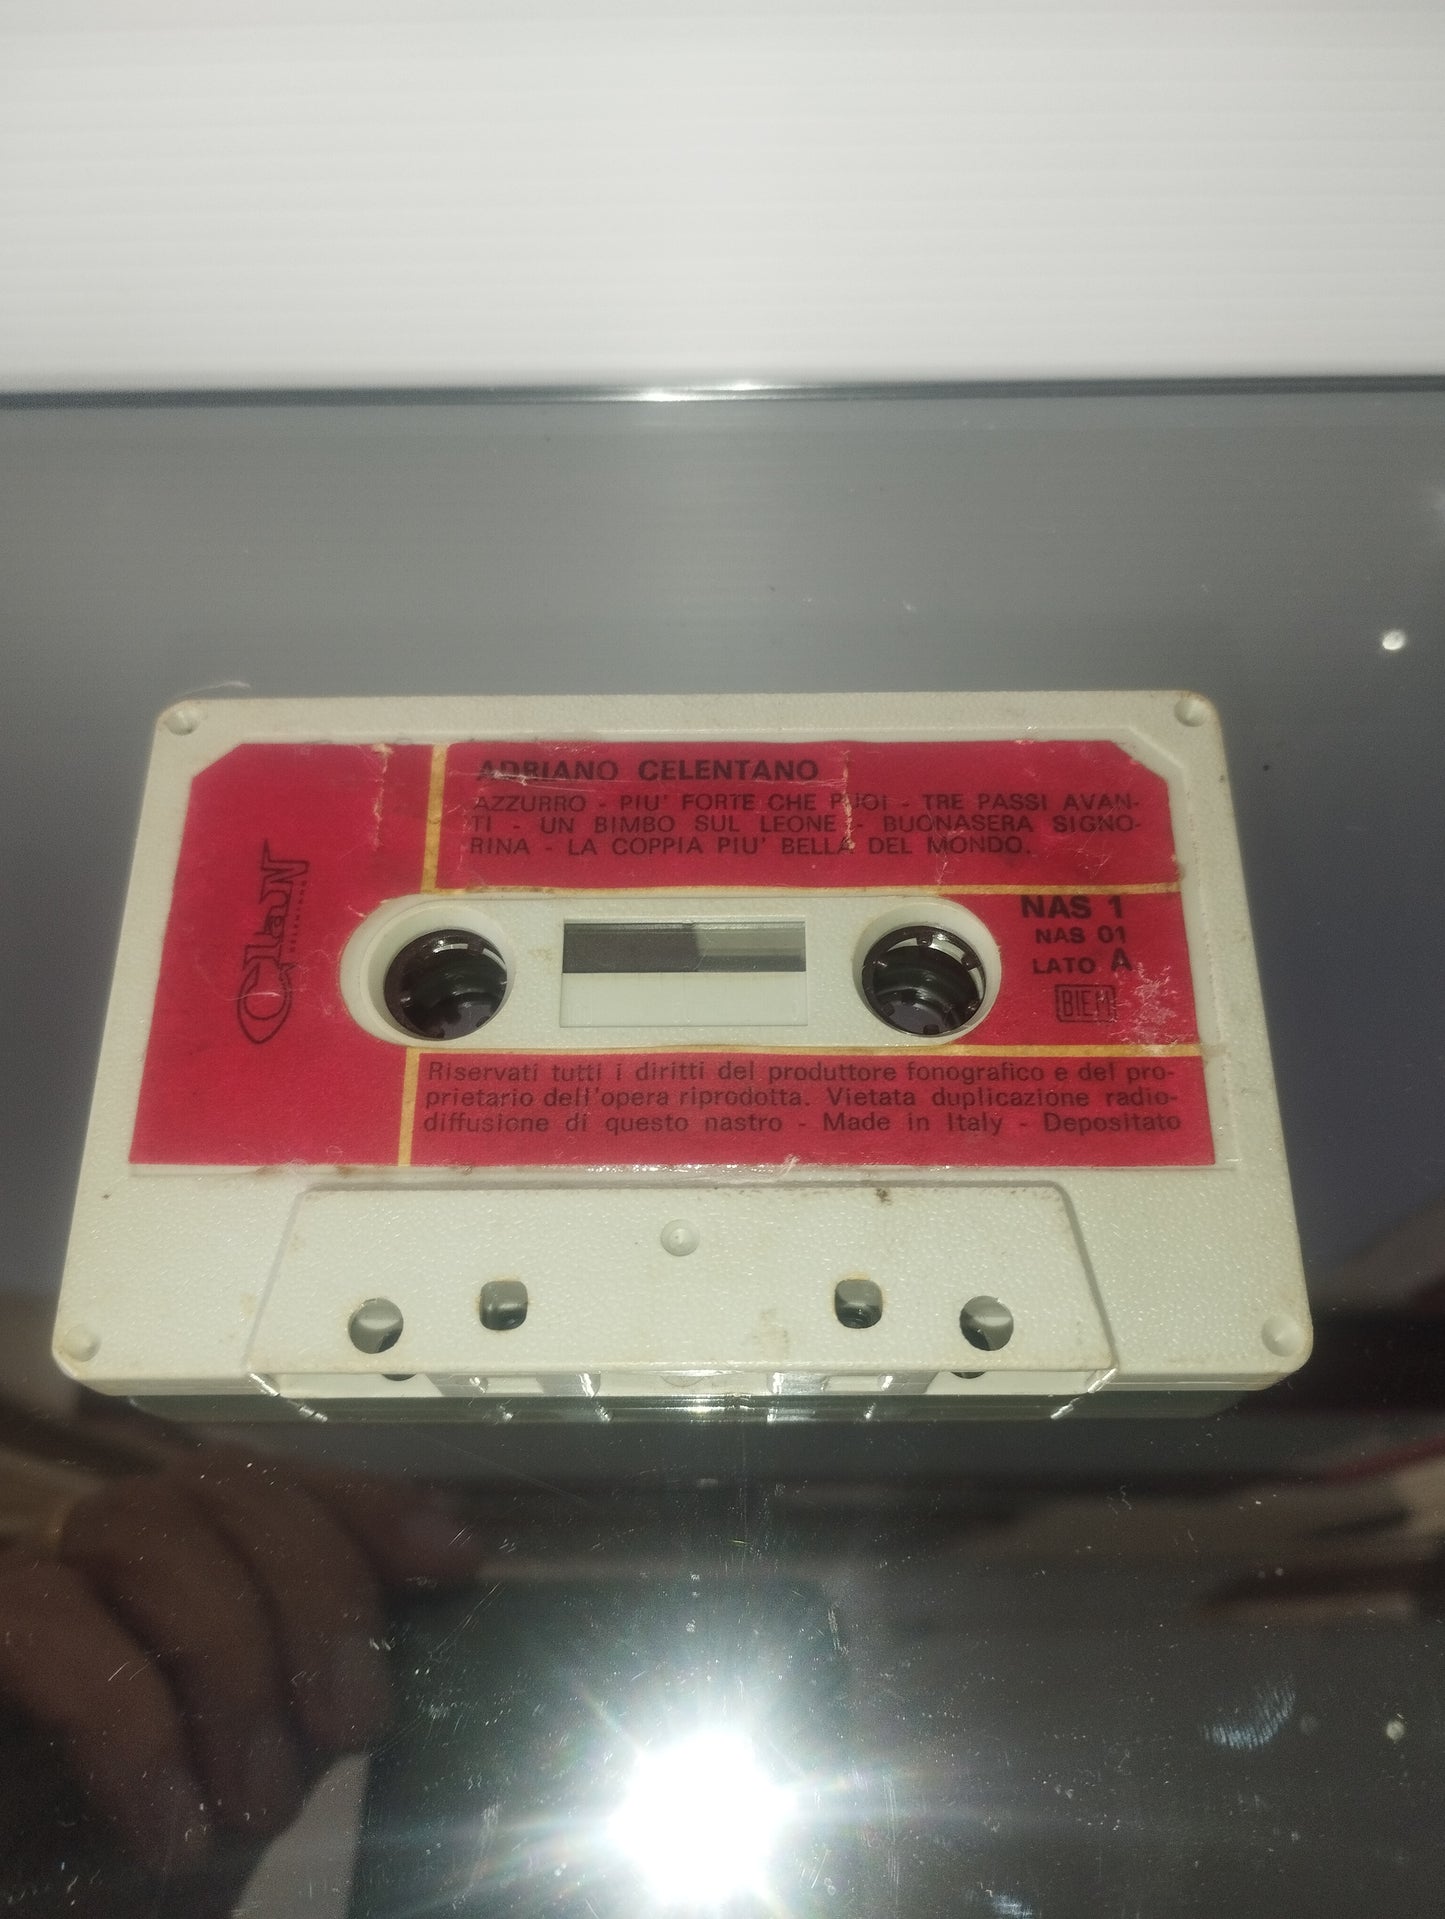 ADRIANO CELENTANO
AZZURRO - PIU' FORTE CHE PUOI - TRE PASSI AVAN-
TI - UN BIMBO SUL LEONE - BUONASERA SIGNO-
RINA - LA COPPIA PIU' BELLA DEL MONDO.
Clan
CELENTANO
NAS 1
NAS 01
LATO A
BIEM
Riservati tutti i diritti del produttore fonografico e del pro-
prietario dell'opera riprodotta. Vietata duplicazione radio-
diffusione di questo nastro - Made in Italy - Depositato